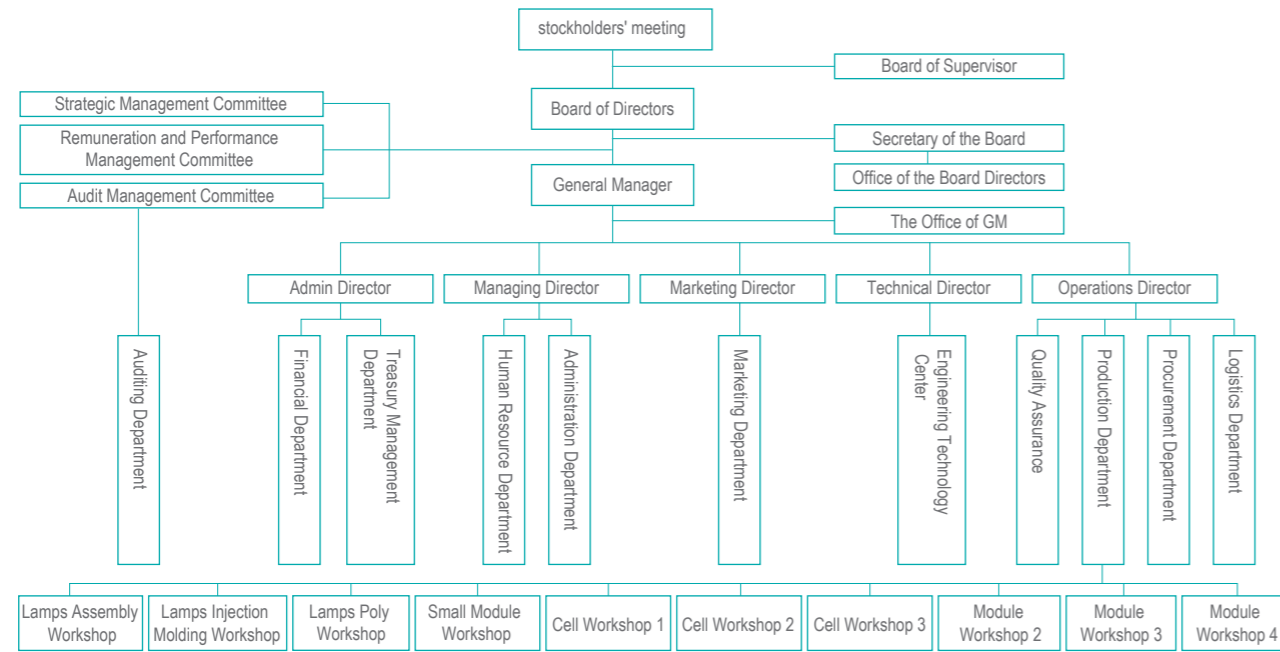 stockholders' meeting
Board of Supervisor
Strategic Management Committee
Board of Directors
Remuneration and Performance
Management Committee
Secretary of the Board
Audit Management Committee
General Manager
Office of the Board Directors
The Office of GM
Admin Director
Managing Director
Marketing Director
Technical Director
Operations Director
Auditing Department
Financial Department
Treasury Management
Department
Human Resource Department
Administration Department
Marketing Department
Engineering Technology
Center
Quality Assurance
Production Department
Procurement Department
Logistics Department
Lamps Assembly
Workshop
Lamps Injection
Molding Workshop
Lamps Poly
Workshop
Small Module
Workshop
Cell Workshop 1
Cell Workshop 2
Cell Workshop 3
Module
Workshop 2
Module
Workshop 3
Module
Workshop 4